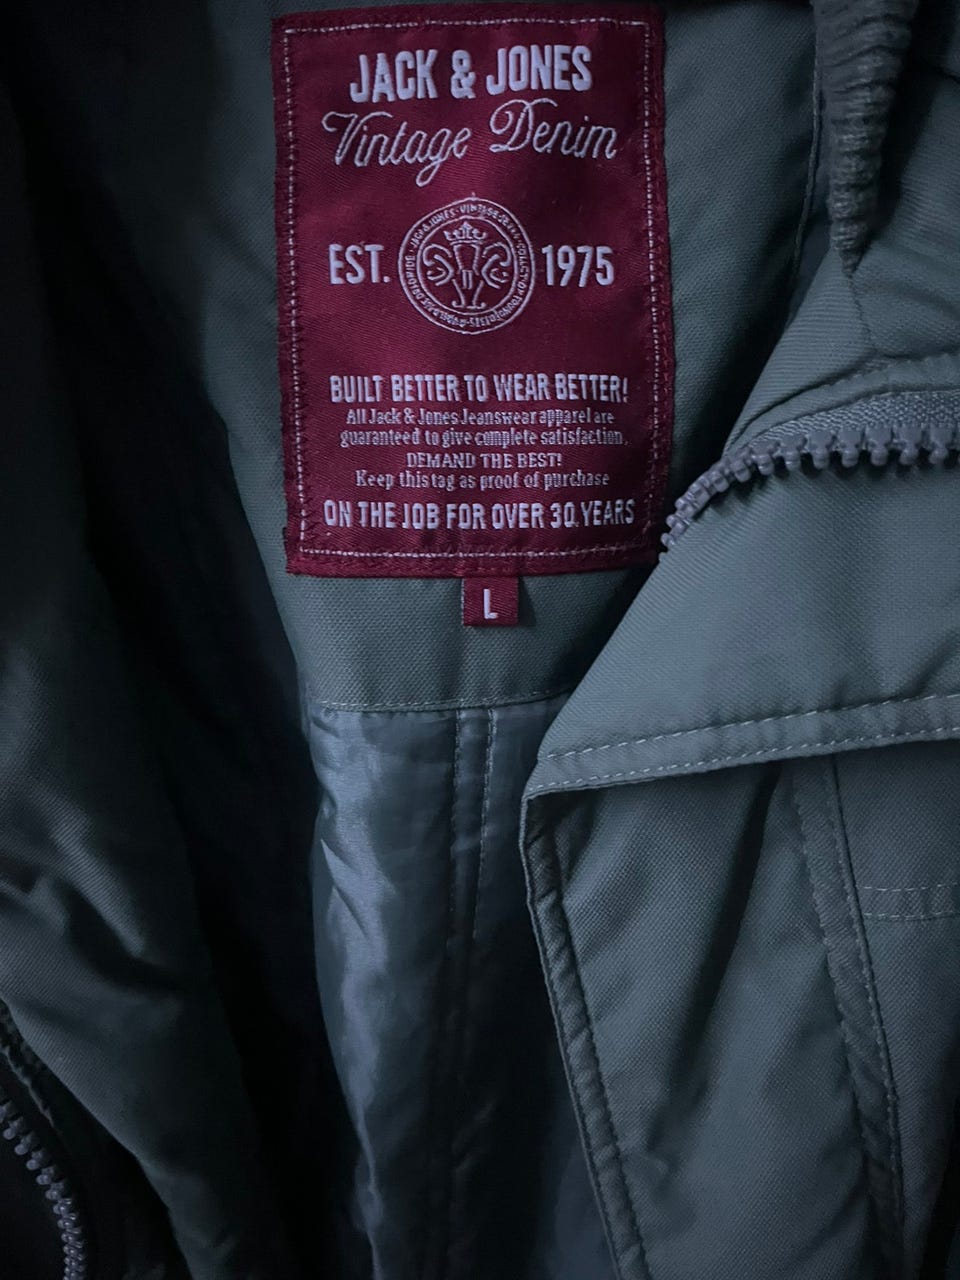 JACK & JONES
Vintage Denim
EST. 1975
BUILT BETTER TO WEAR BETTER!
All Jack & Jones Jeanswear apparel are
guaranteed to give complete satisfaction.
DEMAND THE BEST!
Keep this tag as proof of purchase
ON THE JOB FOR OVER 30 YEARS
L